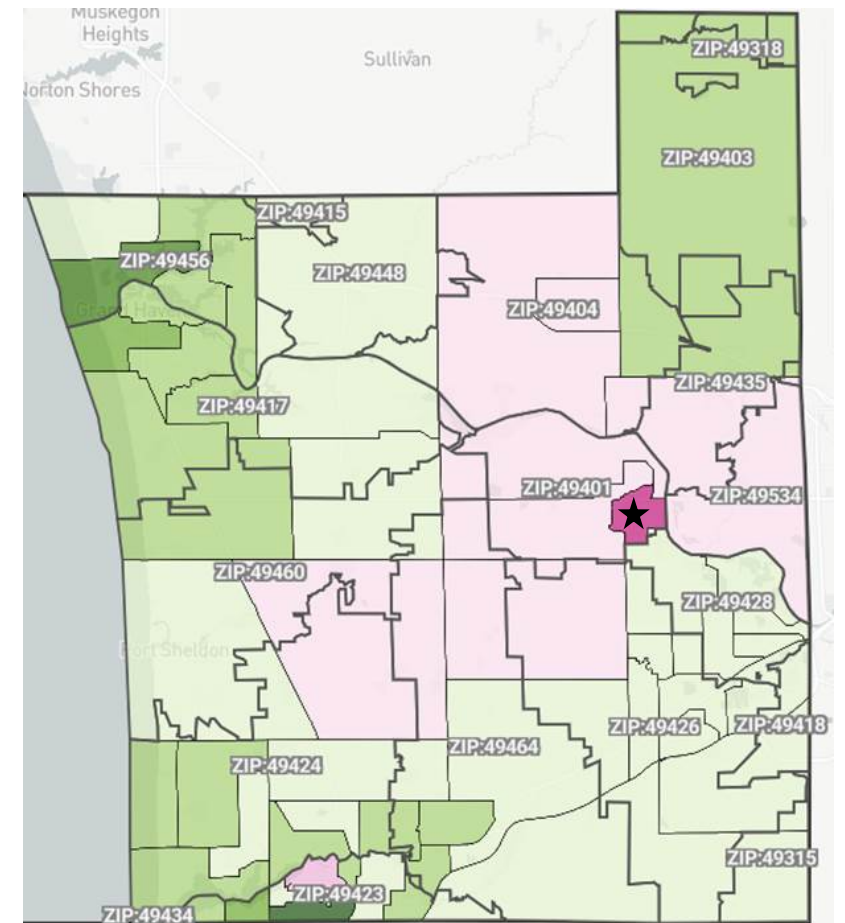 Muskegon
Heights
Sullivan
Norton Shores
ZIP:49318
ZIP:49403
ZIP:49415
ZIP:49456
ZIP:49448
Grand Haven
ZIP:49404
ZIP:49435
ZIP:49417
ZIP:49401
ZIP:49534
ZIP:49460
ZIP:49428
Port Sheldon
ZIP:49426
ZIP:49418
ZIP:49464
ZIP:49424
ZIP:49315
ZIP:49423
ZIP:49434